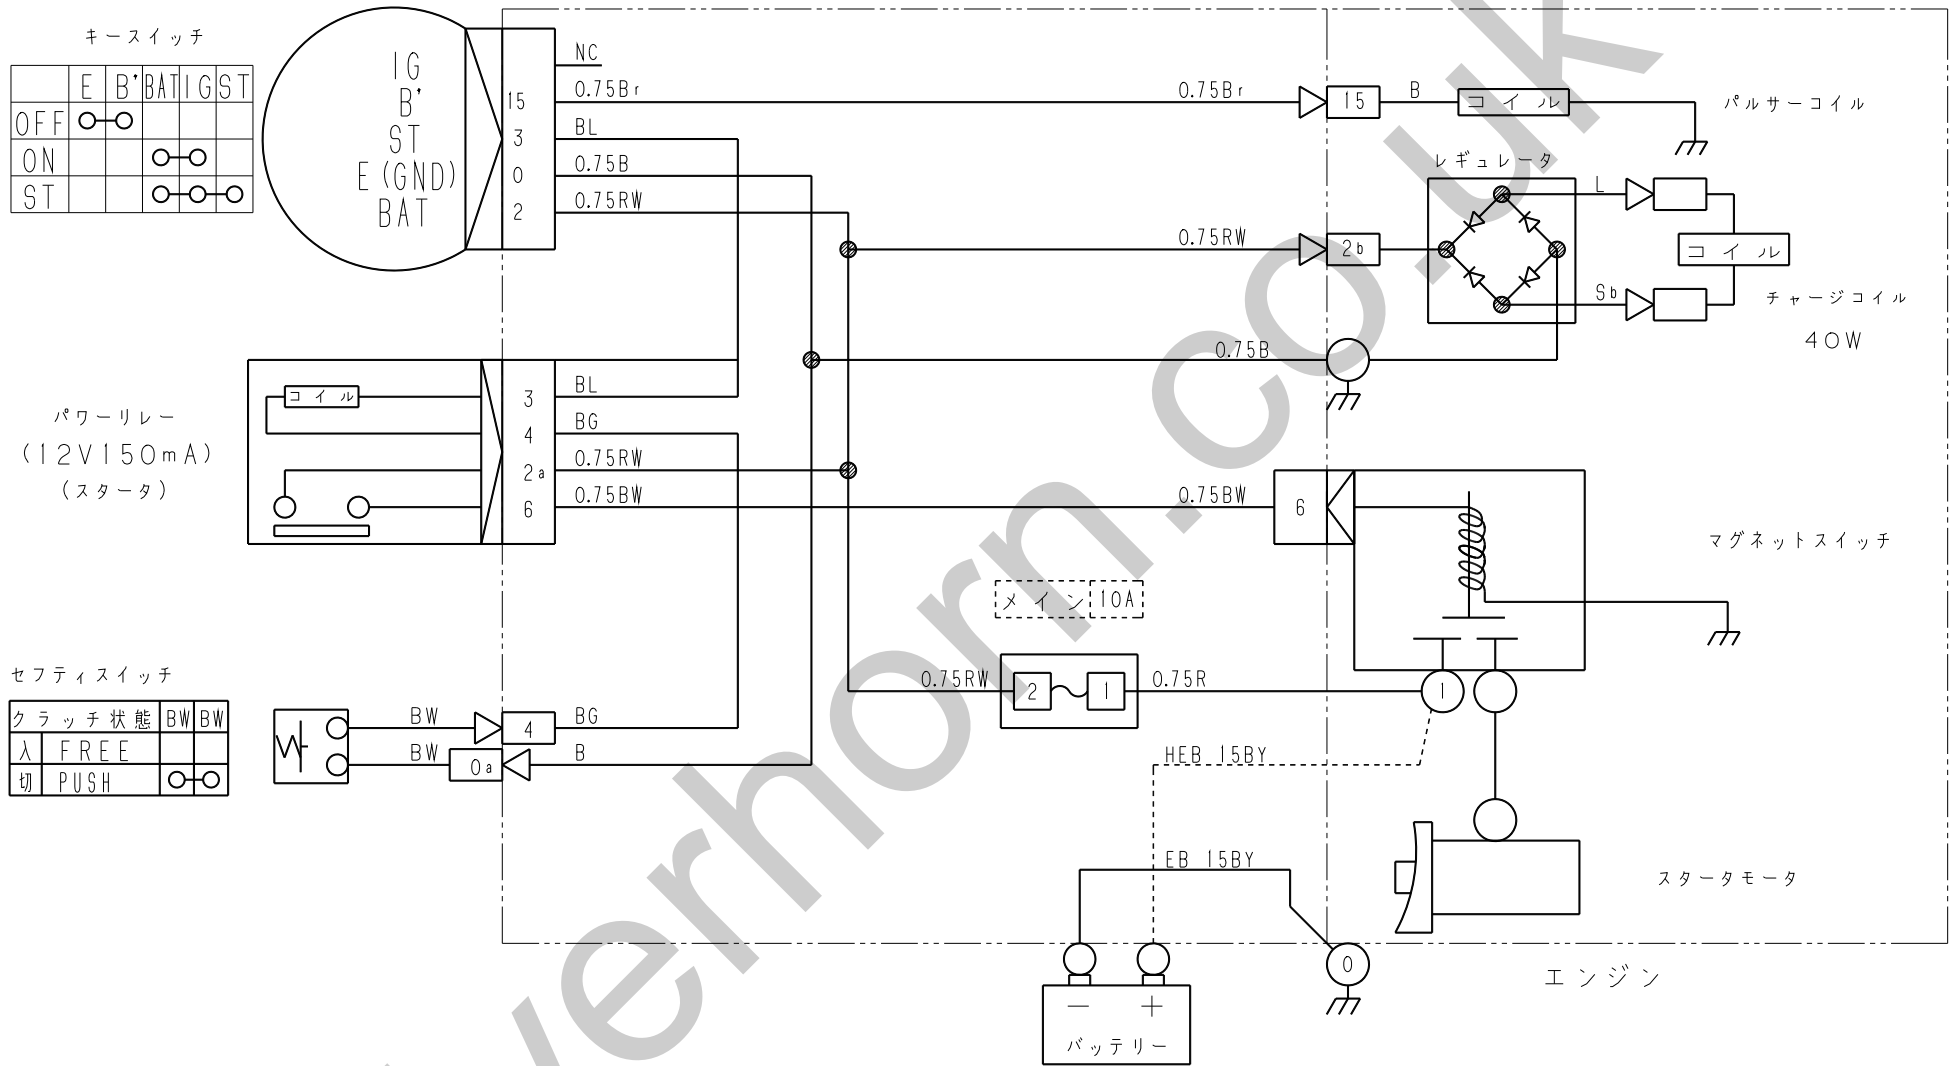 キースイッチ
E B' BAT IG ST
OFF
ON
ST
IG
B'
ST
E (GND)
BAT
15
3
0
2
NC
0.75Br
BL
0.75B
0.75RW
0.75Br
15
B
コイル
パルサーコイル
レギュレータ
L
0.75RW
2b
コイル
Sb
チャージコイル
40W
0.75B
パワーリレー
(12V150mA)
(スタータ)
コイル
3
4
2a
6
BL
BG
0.75RW
0.75BW
0.75BW
6
マグネットスイッチ
メイン 10A
0.75RW
2
1
0.75R
1
セフティスイッチ
クラッチ状態 BW BW
入 FREE
切 PUSH
BW
4
BG
BW
0a
B
HEB 15BY
EB 15BY
スタータモータ
0
エンジン
− +
バッテリー
verhorn.co.uk